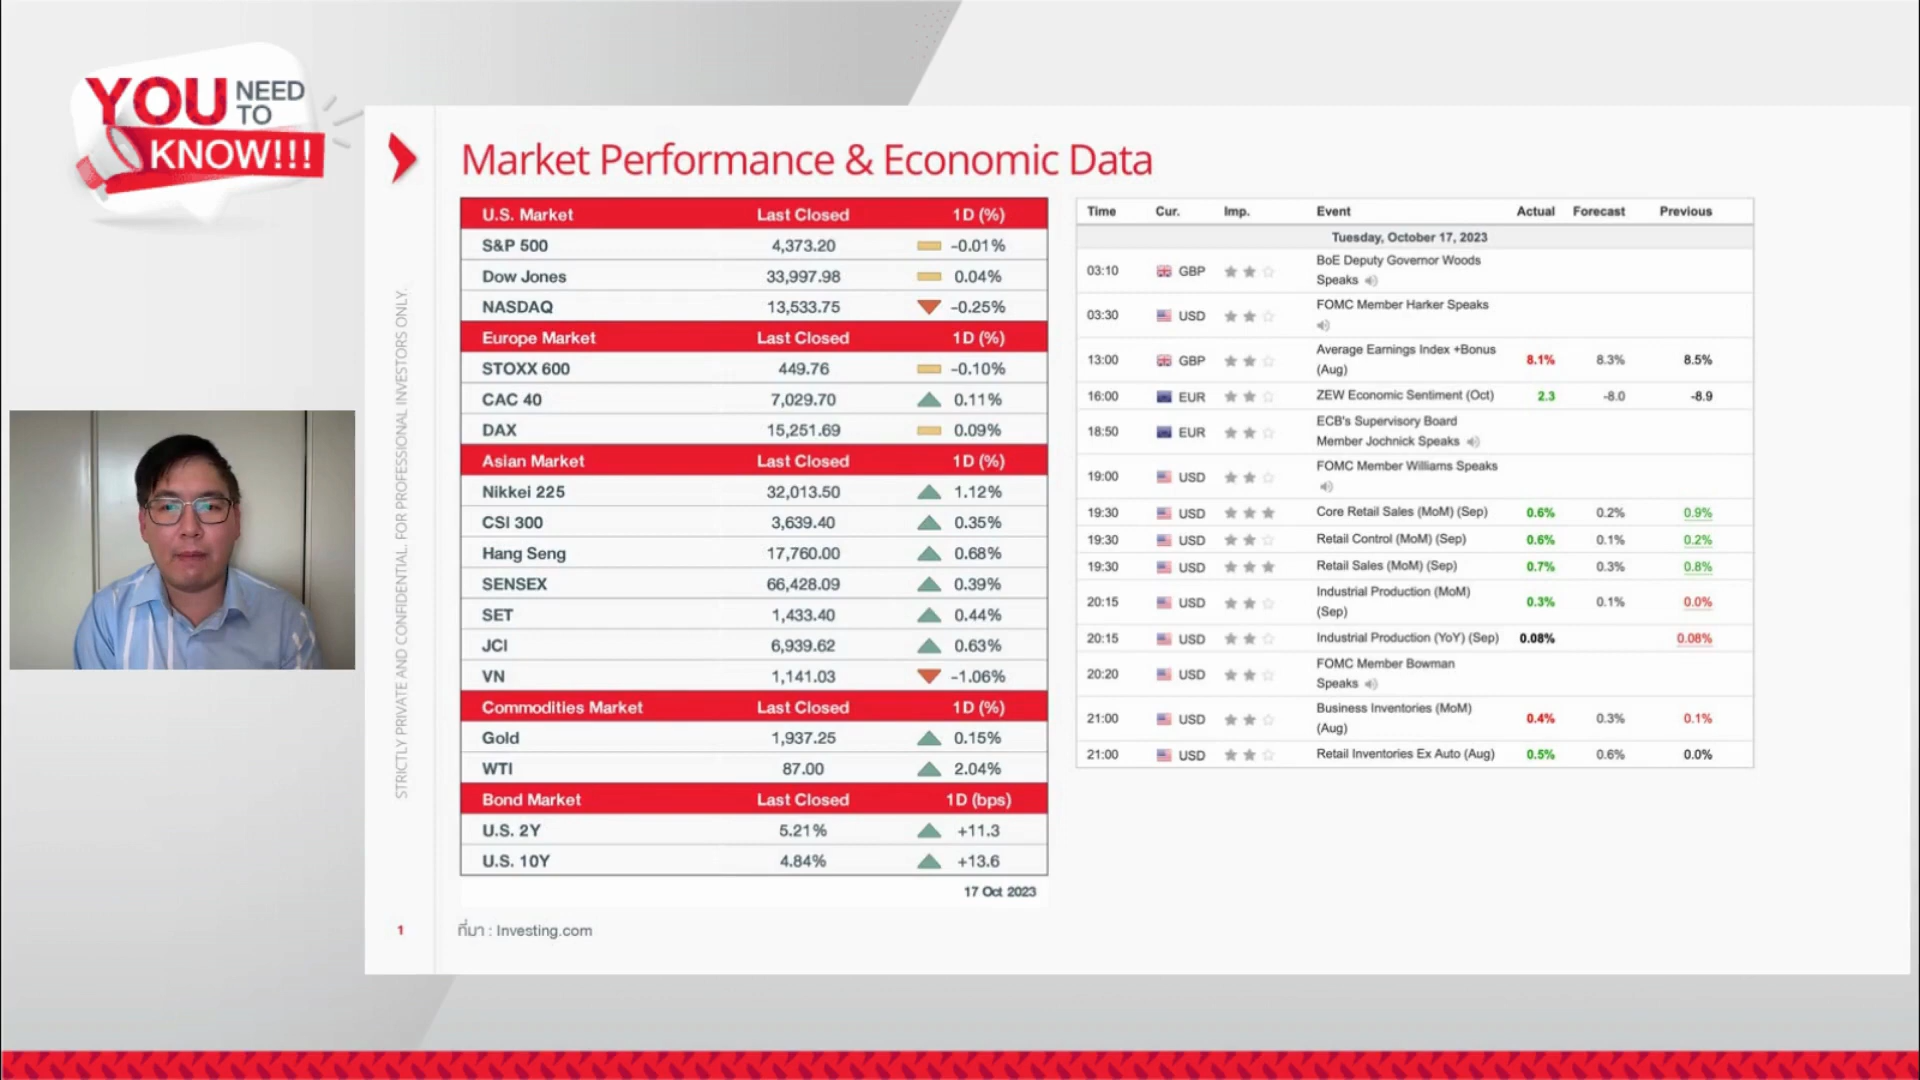 YOU NEED TO
KNOW!!!
Market Performance & Economic Data
STRICTLY PRIVATE AND CONFIDENTIAL. FOR PROFESSIONAL INVESTORS ONLY.
U.S. Market Last Closed 1D (%)
S&P 500 4,373.20 -0.01%
Dow Jones 33,997.98 0.04%
NASDAQ 13,533.75 -0.25%
Europe Market Last Closed 1D (%)
STOXX 600 449.76 -0.10%
CAC 40 7,029.70 0.11%
DAX 15,251.69 0.09%
Asian Market Last Closed 1D (%)
Nikkei 225 32,013.50 1.12%
CSI 300 3,639.40 0.35%
Hang Seng 17,760.00 0.68%
SENSEX 66,428.09 0.39%
SET 1,433.40 0.44%
JCI 6,939.62 0.63%
VN 1,141.03 -1.06%
Commodities Market Last Closed 1D (%)
Gold 1,937.25 0.15%
WTI 87.00 2.04%
Bond Market Last Closed 1D (bps)
U.S. 2Y 5.21% +11.3
U.S. 10Y 4.84% +13.6
17 Oct 2023
Time Cur. Imp. Event Actual Forecast Previous
Tuesday, October 17, 2023
03:10 GBP BoE Deputy Governor Woods
Speaks
03:30 USD FOMC Member Harker Speaks
13:00 GBP Average Earnings Index +Bonus
(Aug) 8.1% 8.3% 8.5%
16:00 EUR ZEW Economic Sentiment (Oct) 2.3 -8.0 -8.9
18:50 EUR ECB's Supervisory Board
Member Jochnick Speaks
19:00 USD FOMC Member Williams Speaks
19:30 USD Core Retail Sales (MoM) (Sep) 0.6% 0.2% 0.9%
19:30 USD Retail Control (MoM) (Sep) 0.6% 0.1% 0.2%
19:30 USD Retail Sales (MoM) (Sep) 0.7% 0.3% 0.8%
20:15 USD Industrial Production (MoM)
(Sep) 0.3% 0.1% 0.0%
20:15 USD Industrial Production (YoY) (Sep) 0.08% 0.08%
20:20 USD FOMC Member Bowman
Speaks
21:00 USD Business Inventories (MoM)
(Aug) 0.4% 0.3% 0.1%
21:00 USD Retail Inventories Ex Auto (Aug) 0.5% 0.6% 0.0%
1
ที่มา : Investing.com